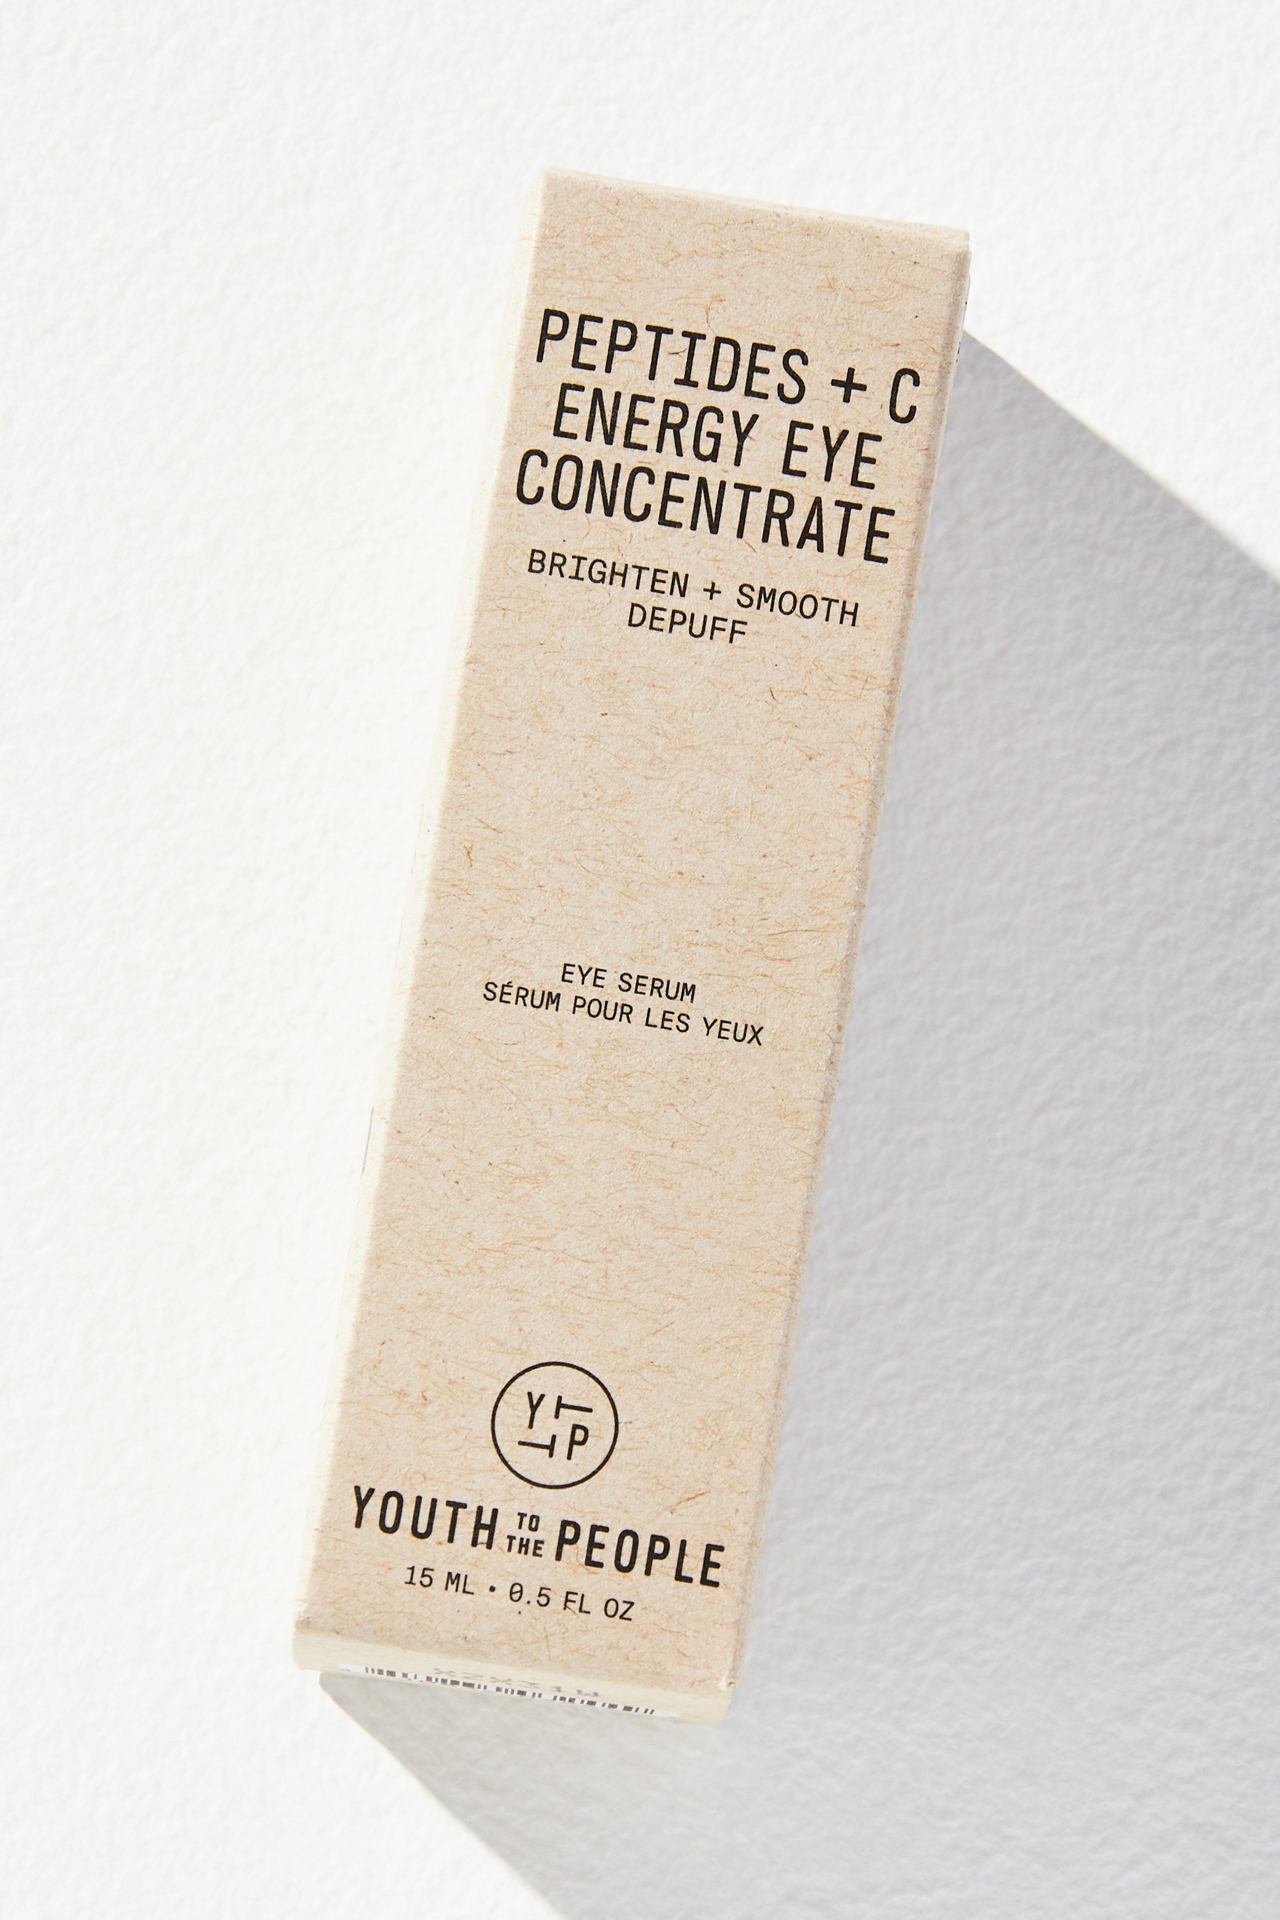 PEPTIDES + C
ENERGY EYE
CONCENTRATE
BRIGHTEN + SMOOTH
DEPUFF
EYE SERUM
SÉRUM POUR LES YEUX
YTTP
YOUTH TO THE PEOPLE
15 ML • 0.5 FL OZ